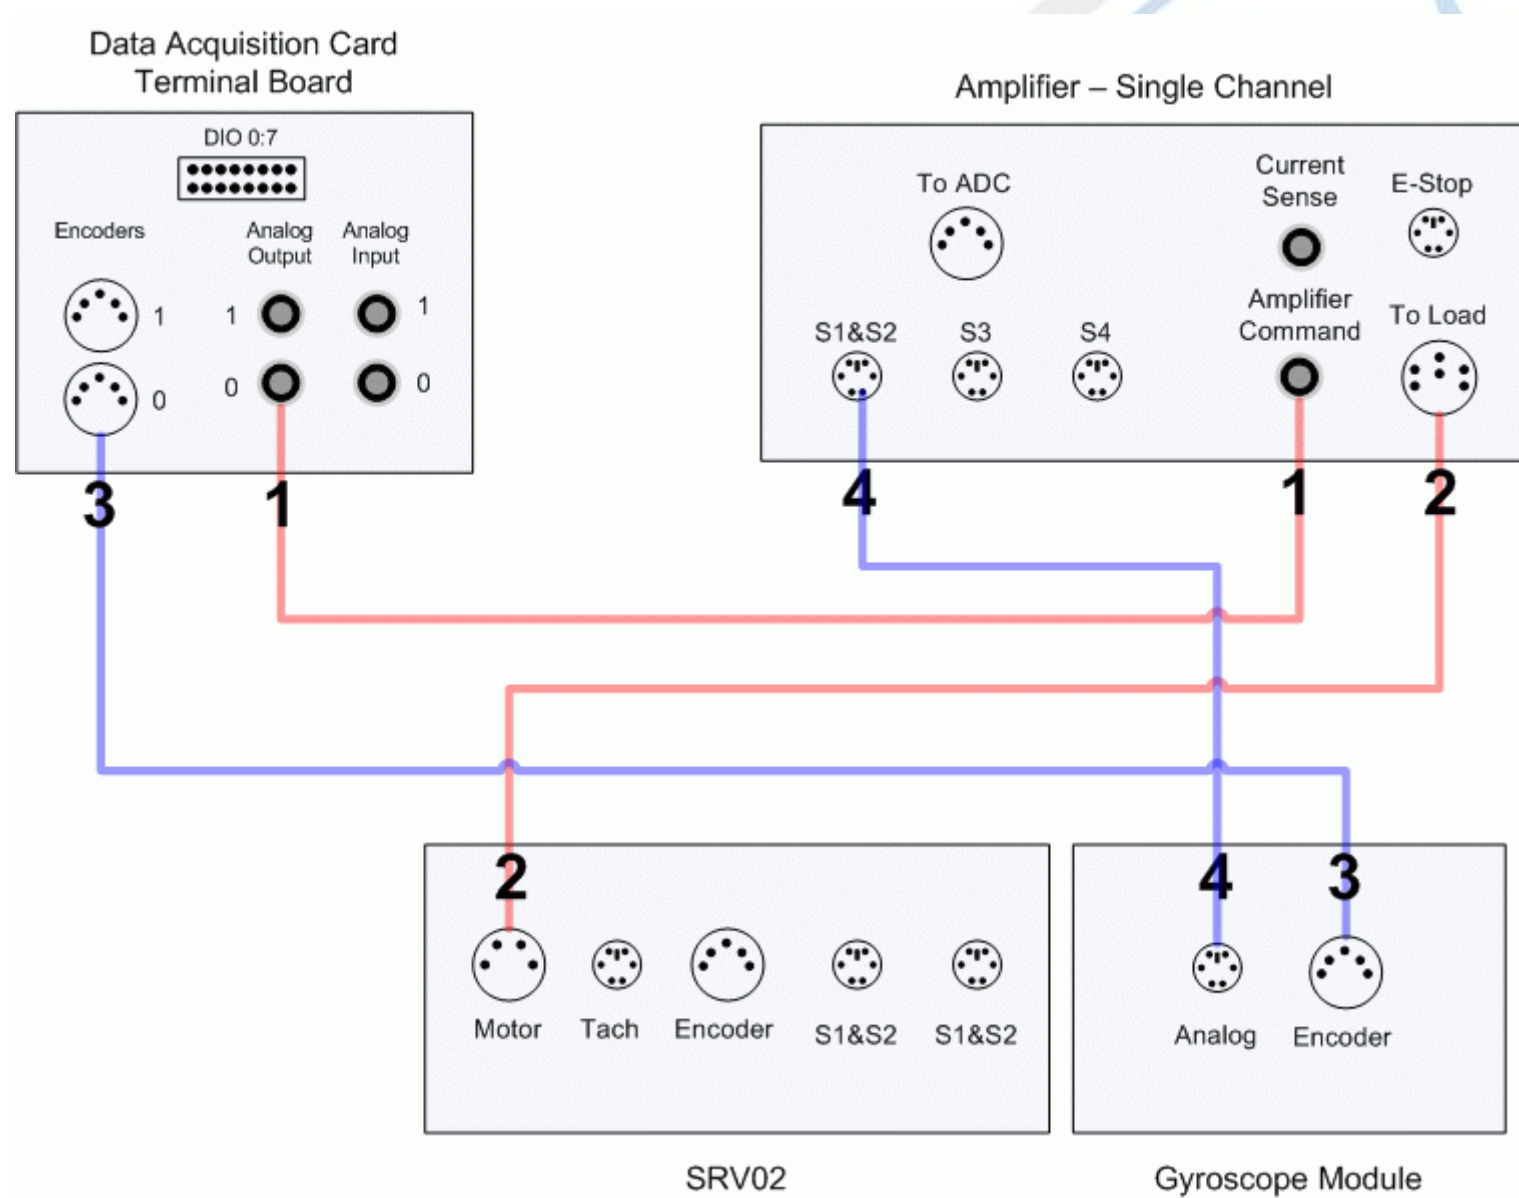 Data Acquisition Card
Terminal Board
DIO 0:7
Encoders
Analog
Output
Analog
Input
1
1
1
0
0
0
3
1
Amplifier – Single Channel
To ADC
Current
Sense
E-Stop
S1&S2
S3
S4
Amplifier
Command
To Load
4
1
2
2
Motor
Tach
Encoder
S1&S2
S1&S2
SRV02
4
3
Analog
Encoder
Gyroscope Module